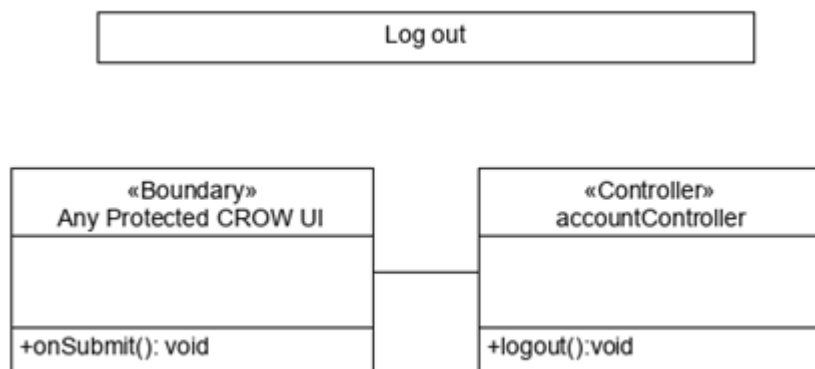 Log out
«Boundary»
Any Protected CROW UI
+onSubmit(): void
«Controller»
accountController
+logout():void